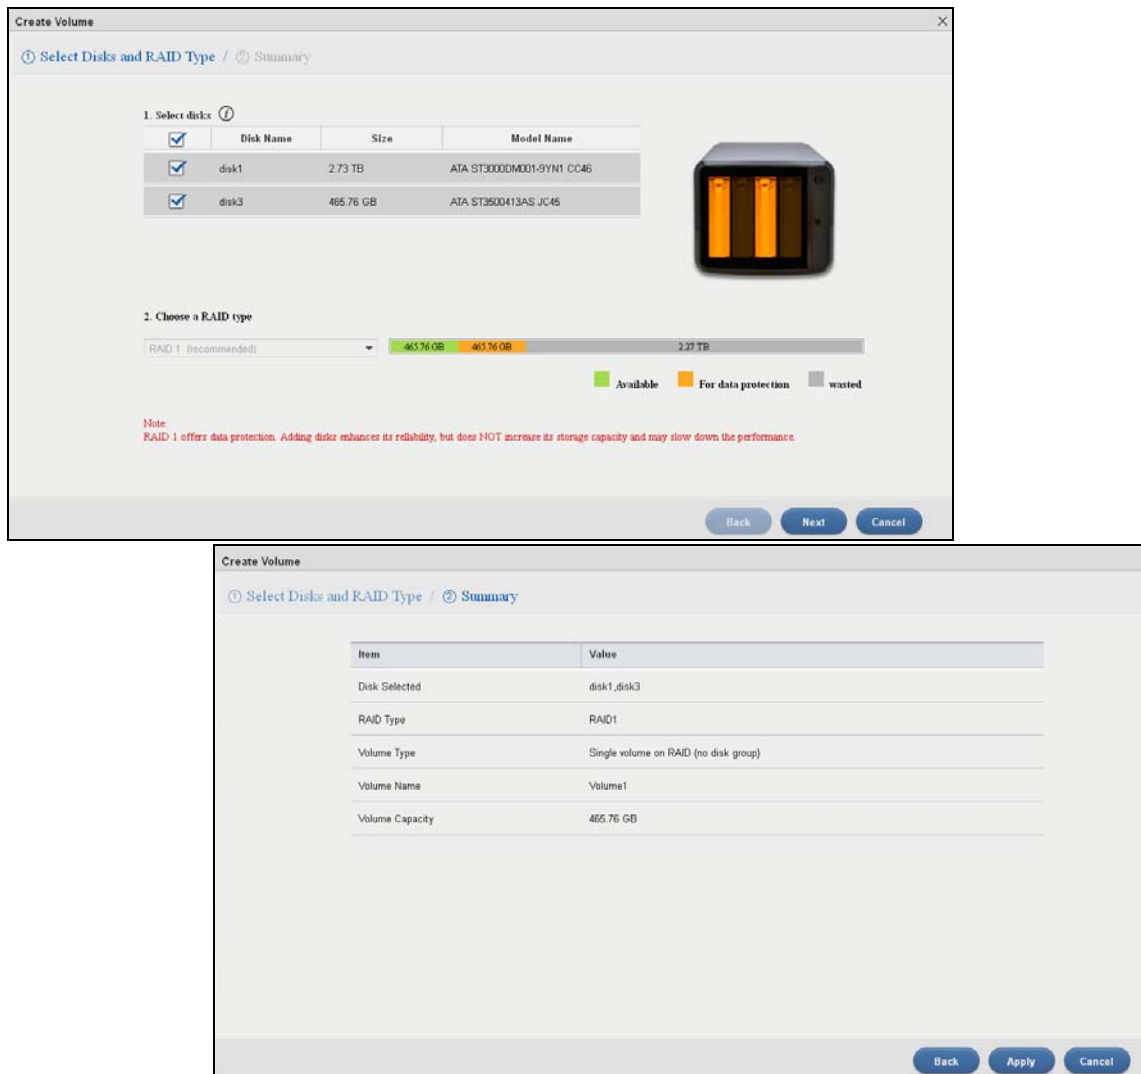 Create Volume
① Select Disks and RAID Type / ② Summary
1. Select disks
Disk Name Size Model Name
disk1 2.73 TB ATA ST3000DM001-9YN1 CC46
disk3 465.76 GB ATA ST3500413AS JC45
2. Choose a RAID type
RAID 1 (recommended) 465.76 GB 465.76 GB 2.27 TB
Available For data protection wasted
Note:
RAID 1 offers data protection. Adding disks enhances its reliability, but does NOT increase its storage capacity and may slow down the performance.
Back Next Cancel
Create Volume
① Select Disks and RAID Type / ② Summary
Item Value
Disk Selected disk1,disk3
RAID Type RAID1
Volume Type Single volume on RAID (no disk group)
Volume Name Volume1
Volume Capacity 465.76 GB
Back Apply Cancel